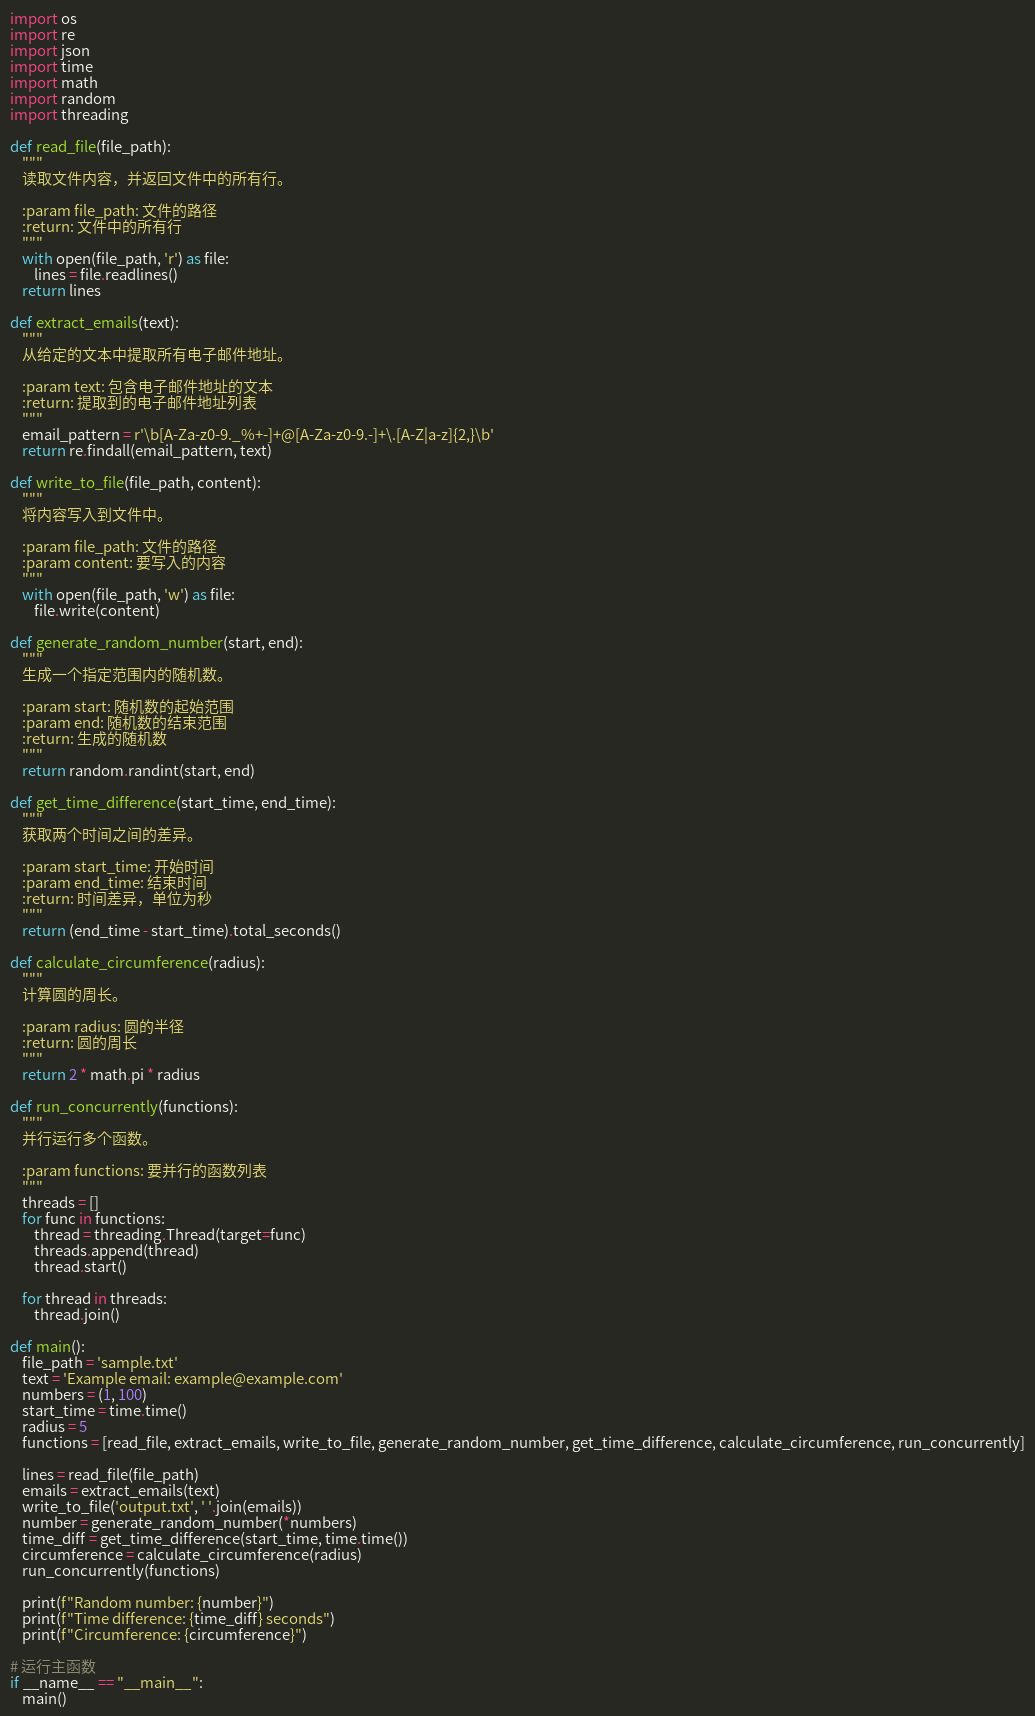 import os
import re
import json
import time
import math
import random
import threading

def read_file(file_path):
    """
    读取文件内容，并返回文件中的所有行。

    :param file_path: 文件的路径
    :return: 文件中的所有行
    """
    with open(file_path, 'r') as file:
        lines = file.readlines()
    return lines

def extract_emails(text):
    """
    从给定的文本中提取所有电子邮件地址。

    :param text: 包含电子邮件地址的文本
    :return: 提取到的电子邮件地址列表
    """
    email_pattern = r'\b[A-Za-z0-9._%+-]+@[A-Za-z0-9.-]+\.[A-Z|a-z]{2,}\b'
    return re.findall(email_pattern, text)

def write_to_file(file_path, content):
    """
    将内容写入到文件中。

    :param file_path: 文件的路径
    :param content: 要写入的内容
    """
    with open(file_path, 'w') as file:
        file.write(content)

def generate_random_number(start, end):
    """
    生成一个指定范围内的随机数。

    :param start: 随机数的起始范围
    :param end: 随机数的结束范围
    :return: 生成的随机数
    """
    return random.randint(start, end)

def get_time_difference(start_time, end_time):
    """
    获取两个时间之间的差异。

    :param start_time: 开始时间
    :param end_time: 结束时间
    :return: 时间差异，单位为秒
    """
    return (end_time - start_time).total_seconds()

def calculate_circumference(radius):
    """
    计算圆的周长。

    :param radius: 圆的半径
    :return: 圆的周长
    """
    return 2 * math.pi * radius

def run_concurrently(functions):
    """
    并行运行多个函数。

    :param functions: 要并行的函数列表
    """
    threads = []
    for func in functions:
        thread = threading.Thread(target=func)
        threads.append(thread)
        thread.start()

    for thread in threads:
        thread.join()

def main():
    file_path = 'sample.txt'
    text = 'Example email: example@example.com'
    numbers = (1, 100)
    start_time = time.time()
    radius = 5
    functions = [read_file, extract_emails, write_to_file, generate_random_number, get_time_difference, calculate_circumference, run_concurrently]

    lines = read_file(file_path)
    emails = extract_emails(text)
    write_to_file('output.txt', ' '.join(emails))
    number = generate_random_number(*numbers)
    time_diff = get_time_difference(start_time, time.time())
    circumference = calculate_circumference(radius)
    run_concurrently(functions)

    print(f"Random number: {number}")
    print(f"Time difference: {time_diff} seconds")
    print(f"Circumference: {circumference}")

# 运行主函数
if __name__ == "__main__":
    main()